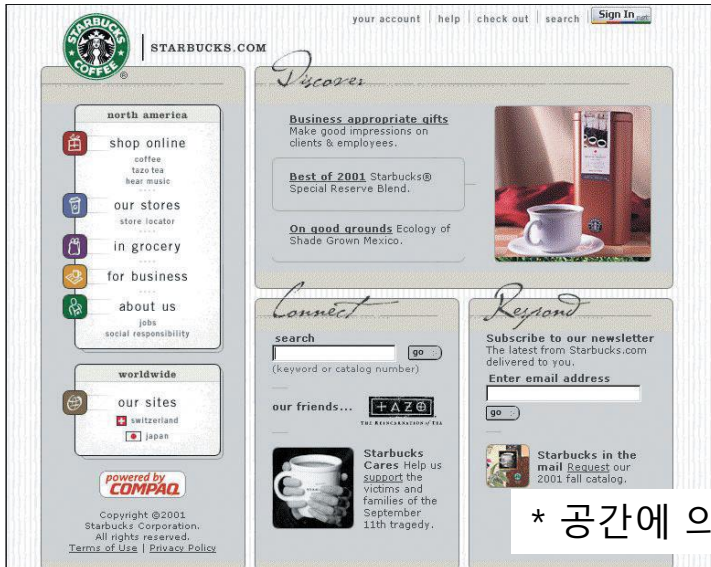 your account | help | check out | search | Sign In .net
STARBUCKS COFFEE ®
STARBUCKS.COM
north america
shop online
coffee
tazo tea
hear music
our stores
store locator
in grocery
for business
about us
jobs
social responsibility
worldwide
our sites
switzerland
japan
powered by
COMPAQ
Copyright ©2001
Starbucks Corporation.
All rights reserved.
Terms of Use | Privacy Policy
Discover
Business appropriate gifts
Make good impressions on
clients & employees.
Best of 2001 Starbucks®
Special Reserve Blend.
On good grounds Ecology of
Shade Grown Mexico.
Connect
search
go
(keyword or catalog number)
our friends...
TAZO
THE REINCARNATION OF TEA
Starbucks
Cares Help us
support the
victims and
families of the
September
11th tragedy.
Respond
Subscribe to our newsletter
The latest from Starbucks.com
delivered to you.
Enter email address
go
Starbucks in the
mail Request our
2001 fall catalog.
* 공간에 의